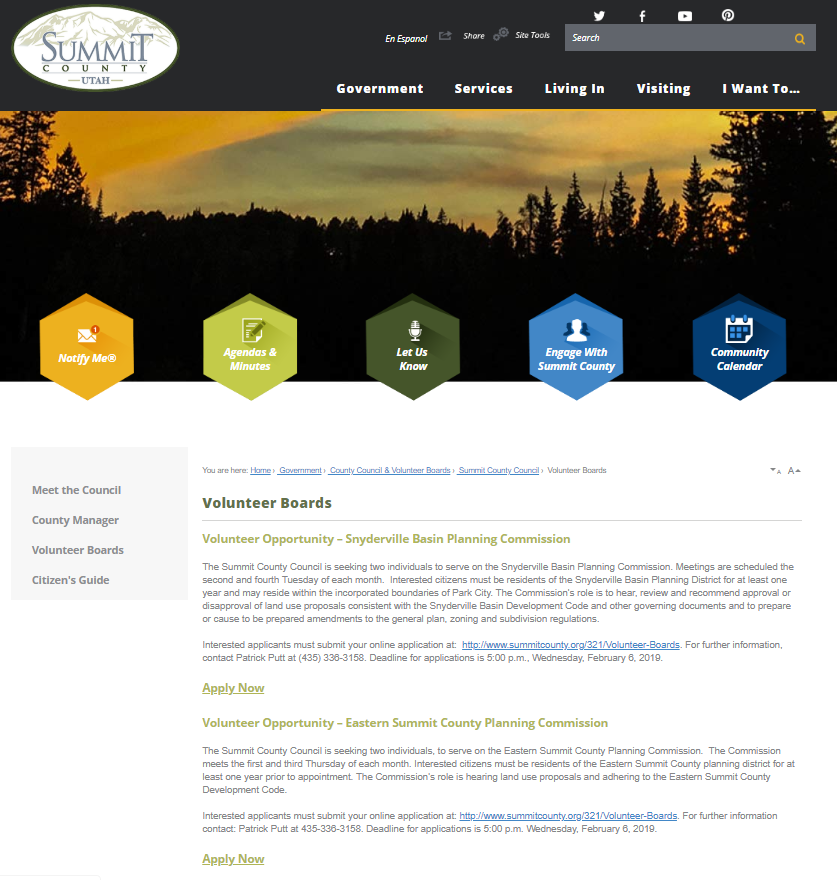 SUMMIT
COUNTY
UTAH
En Espanol
Share
Site Tools
Search
Government
Services
Living In
Visiting
I Want To...
1
Notify Me®
Agendas &
Minutes
Let Us
Know
Engage With
Summit County
Community
Calendar
Meet the Council
County Manager
Volunteer Boards
Citizen's Guide
You are here: Home › Government › County Council & Volunteer Boards › Summit County Council › Volunteer Boards
A A
Volunteer Boards
Volunteer Opportunity – Snyderville Basin Planning Commission
The Summit County Council is seeking two individuals to serve on the Snyderville Basin Planning Commission. Meetings are scheduled the
second and fourth Tuesday of each month. Interested citizens must be residents of the Snyderville Basin Planning District for at least one
year and may reside within the incorporated boundaries of Park City. The Commission's role is to hear, review and recommend approval or
disapproval of land use proposals consistent with the Snyderville Basin Development Code and other governing documents and to prepare
or cause to be prepared amendments to the general plan, zoning and subdivision regulations.
Interested applicants must submit your online application at: http://www.summitcounty.org/321/Volunteer-Boards. For further information,
contact Patrick Putt at (435) 336-3158. Deadline for applications is 5:00 p.m., Wednesday, February 6, 2019.
Apply Now
Volunteer Opportunity – Eastern Summit County Planning Commission
The Summit County Council is seeking two individuals, to serve on the Eastern Summit County Planning Commission. The Commission
meets the first and third Thursday of each month. Interested citizens must be residents of the Eastern Summit County planning district for at
least one year prior to appointment. The Commission's role is hearing land use proposals and adhering to the Eastern Summit County
Development Code.
Interested applicants must submit your online application at: http://www.summitcounty.org/321/Volunteer-Boards. For further information
contact: Patrick Putt at 435-336-3158. Deadline for applications is 5:00 p.m. Wednesday, February 6, 2019.
Apply Now